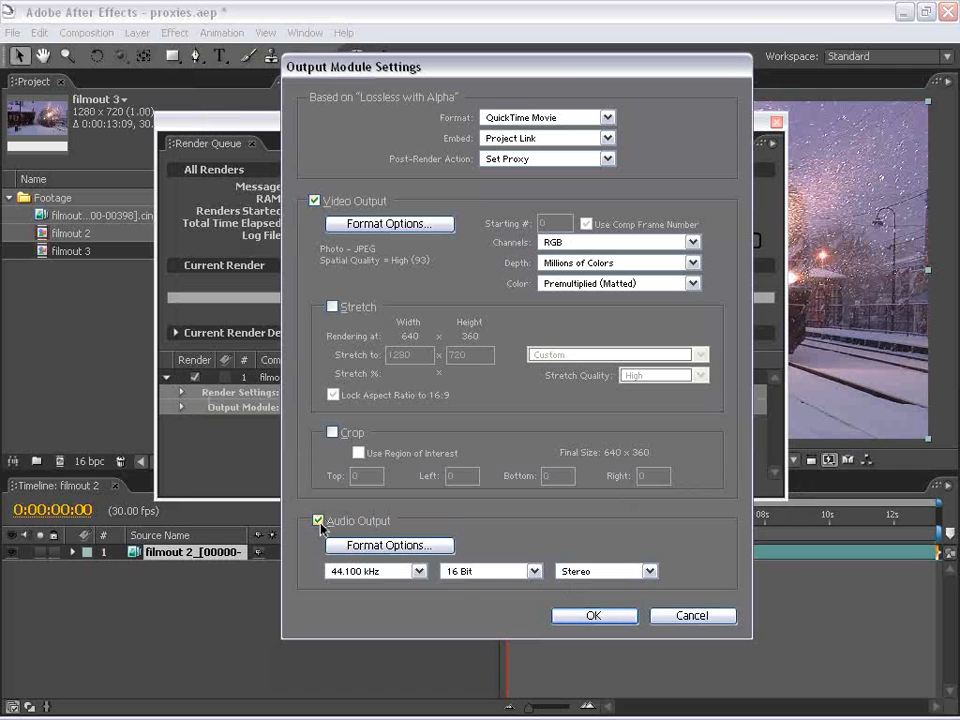 Adobe After Effects - proxies.aep *
File Edit Composition Layer Effect Animation View Window Help
Workspace: Standard
Project
filmout 3
1280 x 720 (1.00)
Δ 0:00:13:09, 30.
Name
Footage
filmout...00-00398].cin
filmout 2
filmout 3
16 bpc
Render Queue
All Renders
Message
RAM
Renders Started
Total Time Elapsed
Log File
Current Render
Current Render De
Render # Com
1 filmo
Render Settings:
Output Module:
Output Module Settings
Based on "Lossless with Alpha"
Format: QuickTime Movie
Embed: Project Link
Post-Render Action: Set Proxy
Video Output
Format Options...
Starting #: 0 Use Comp Frame Number
Photo - JPEG
Spatial Quality = High (93)
Channels: RGB
Depth: Millions of Colors
Color: Premultiplied (Matted)
Stretch
Width Height
Rendering at: 640 x 360
Stretch to: 1280 x 720 Custom
Stretch % x Stretch Quality: High
Lock Aspect Ratio to 16:9
Crop
Use Region of Interest Final Size: 640 x 360
Top: 0 Left: 0 Bottom: 0 Right: 0
Audio Output
Format Options...
44.100 kHz 16 Bit Stereo
OK Cancel
Timeline: filmout 2
0:00:00:00 (30.00 fps)
# Source Name
1 filmout 2_[00000-
08s 10s 12s